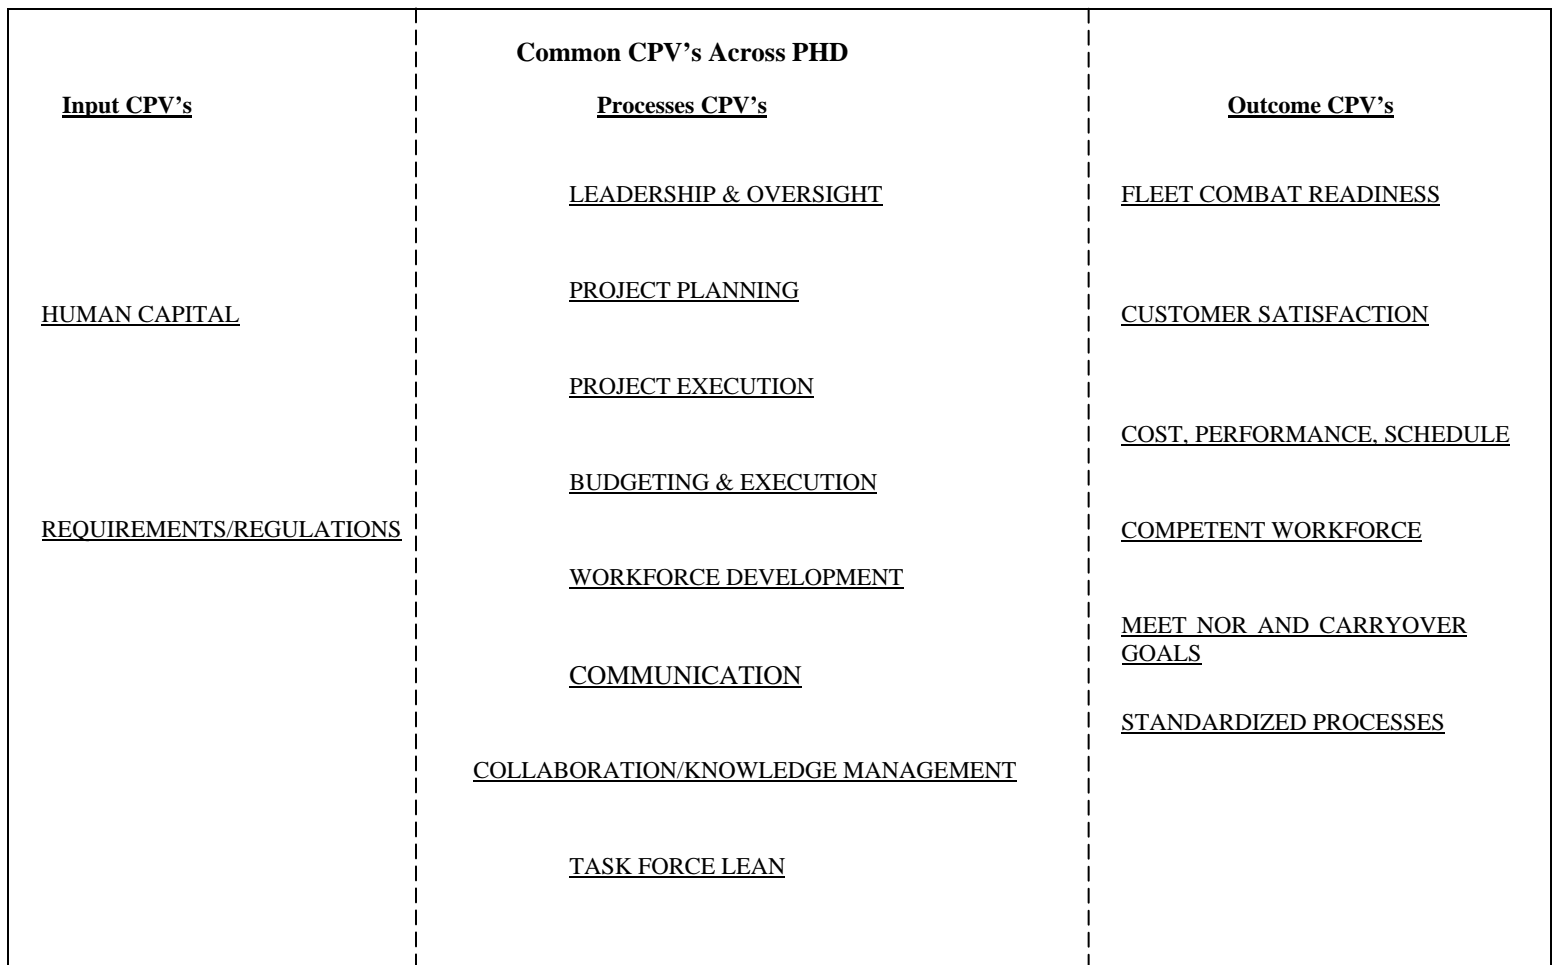 Common CPV’s Across PHD
Input CPV’s
HUMAN CAPITAL
REQUIREMENTS/REGULATIONS
Processes CPV’s
LEADERSHIP & OVERSIGHT
PROJECT PLANNING
PROJECT EXECUTION
BUDGETING & EXECUTION
WORKFORCE DEVELOPMENT
COMMUNICATION
COLLABORATION/KNOWLEDGE MANAGEMENT
TASK FORCE LEAN
Outcome CPV’s
FLEET COMBAT READINESS
CUSTOMER SATISFACTION
COST, PERFORMANCE, SCHEDULE
COMPETENT WORKFORCE
MEET NOR AND CARRYOVER
GOALS
STANDARDIZED PROCESSES